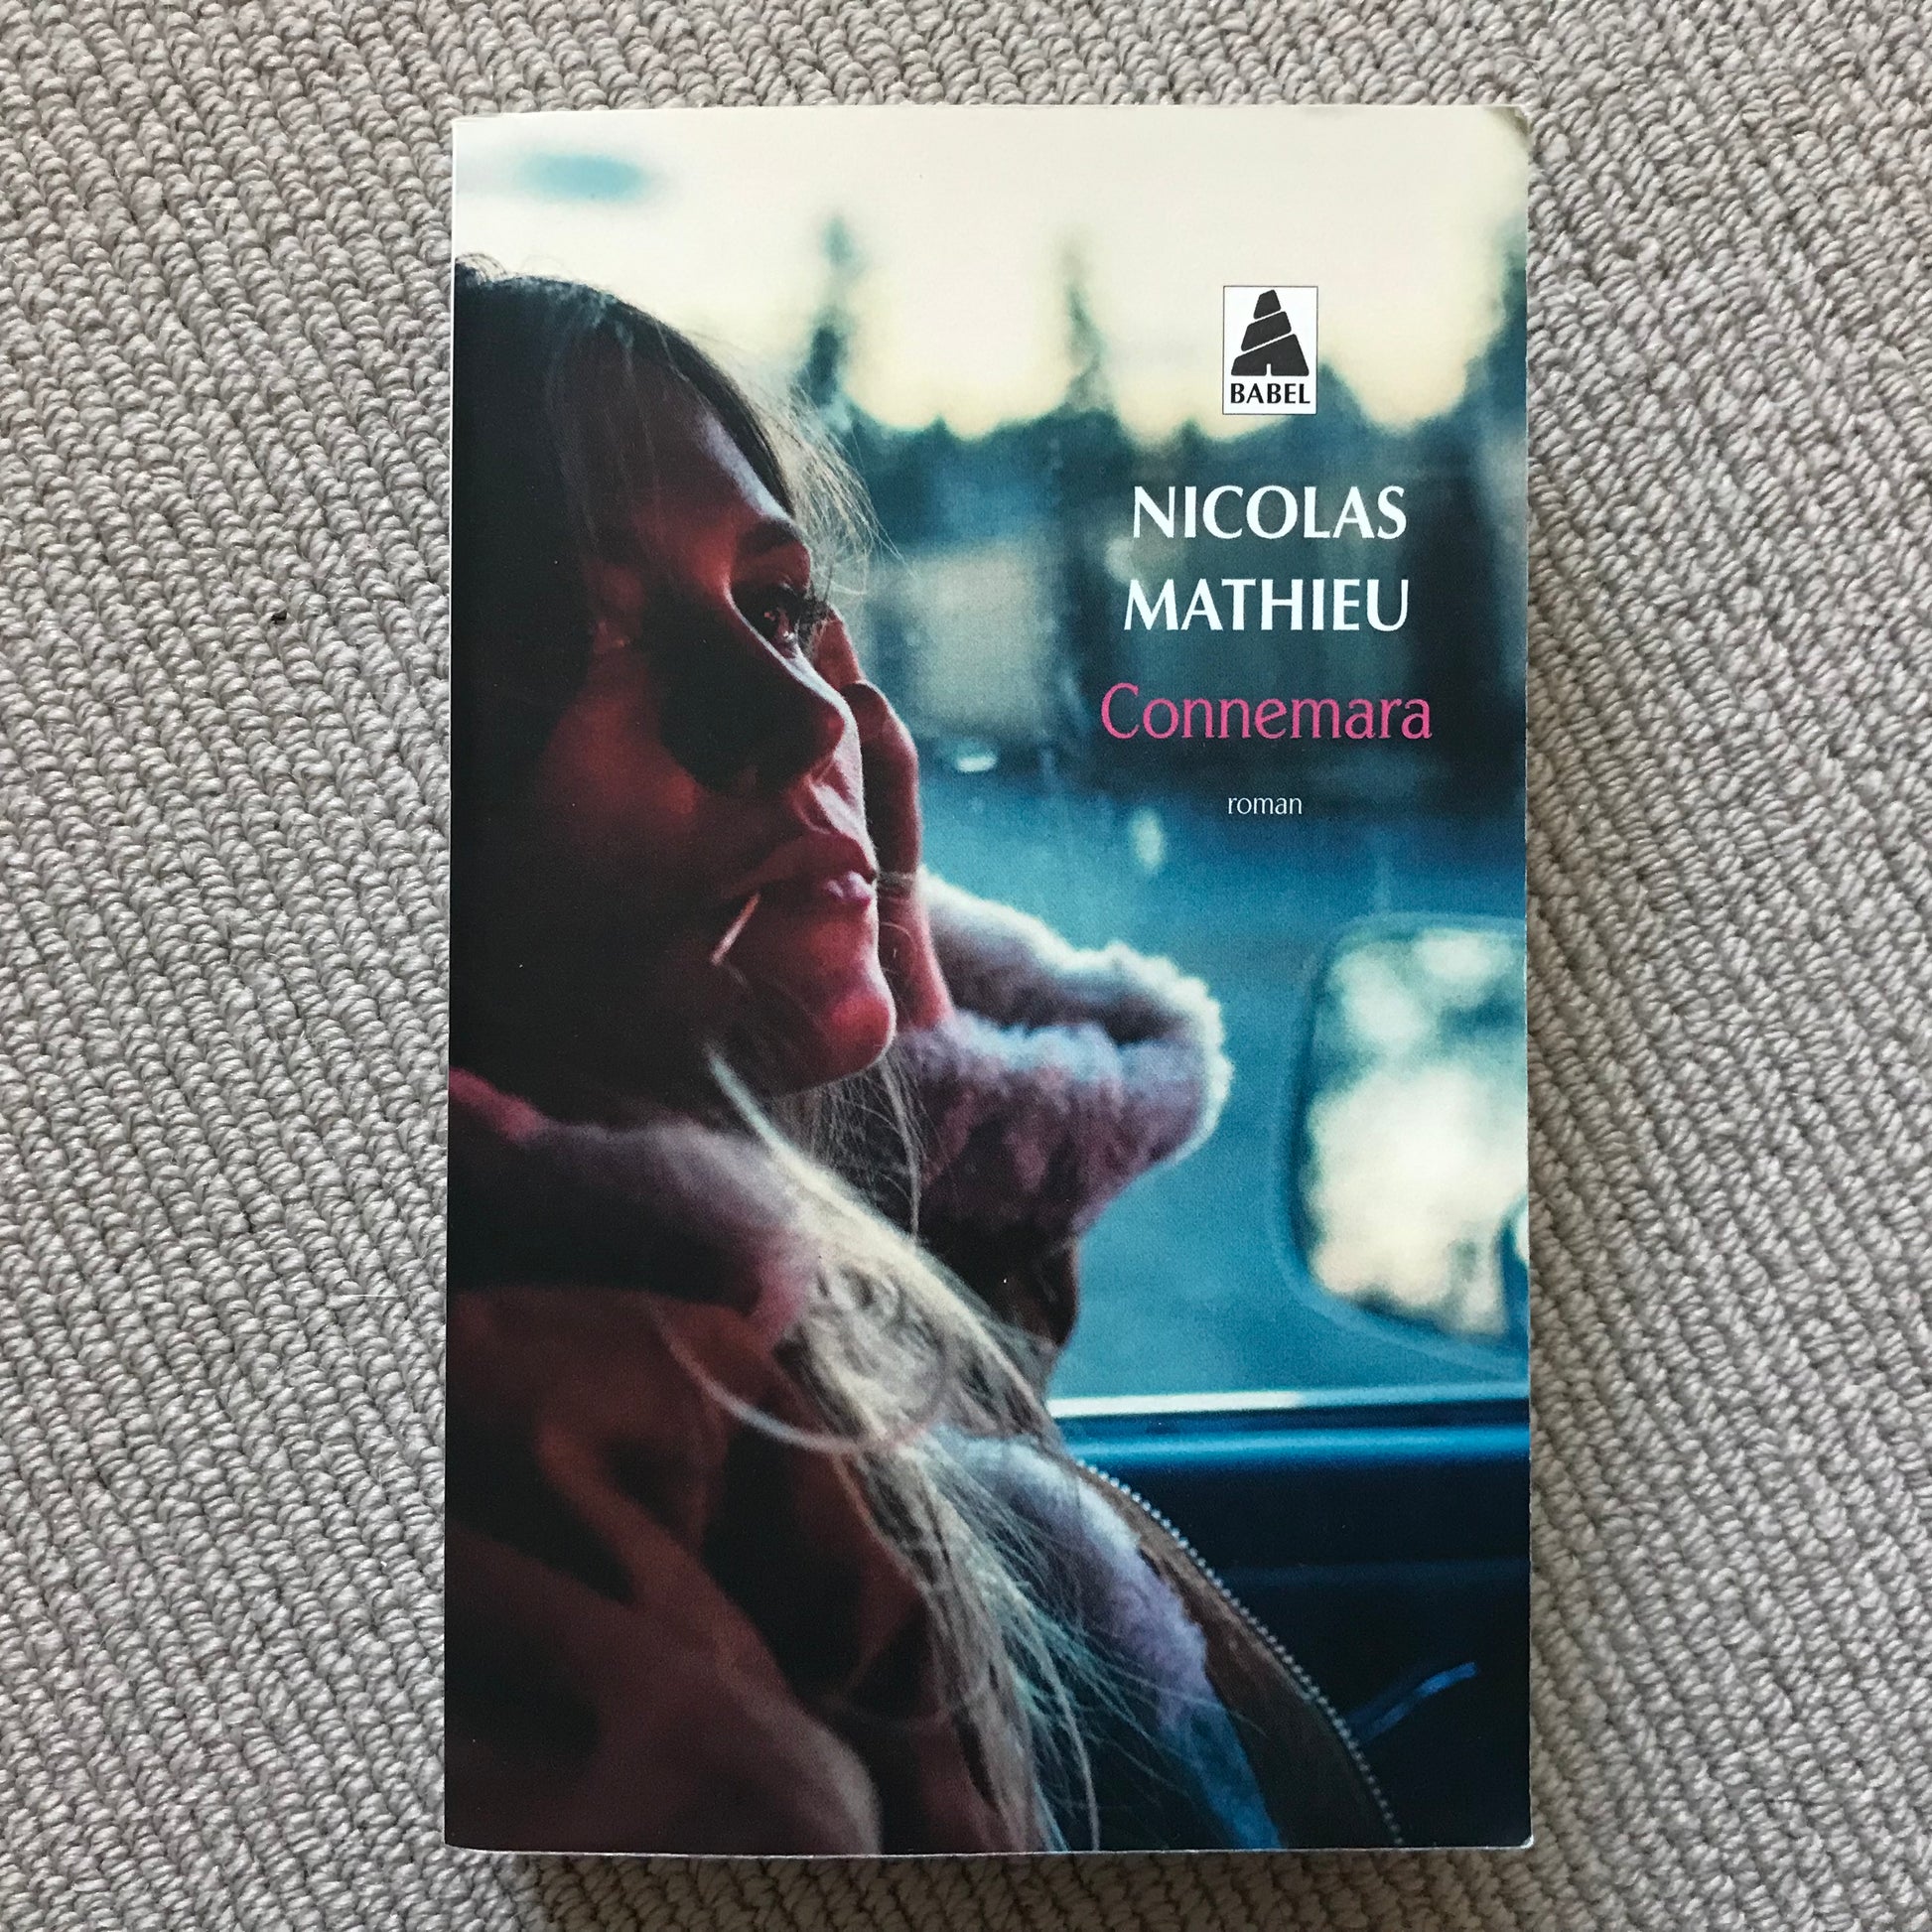 BABEL
NICOLAS
MATHIEU
Connemara
roman